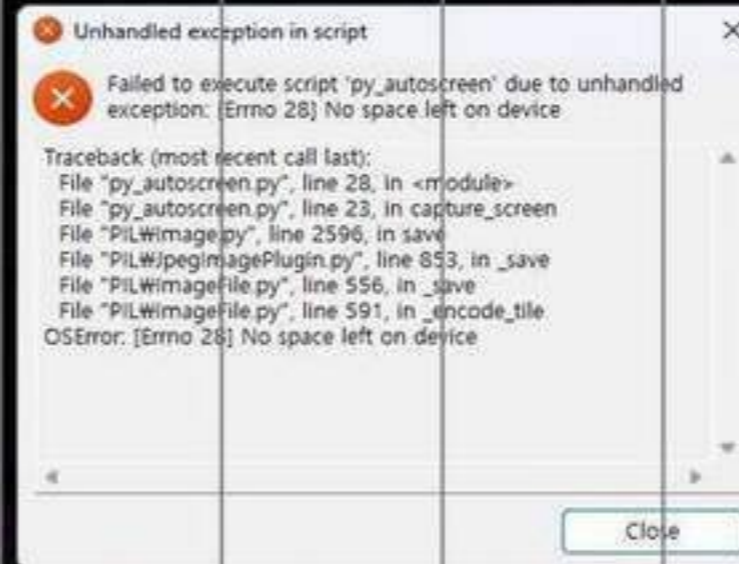 Unhandled exception in script
Failed to execute script 'py_autoscreen' due to unhandled
exception: [Errno 28] No space left on device
Traceback (most recent call last):
File "py_autoscreen.py", line 28, in <module>
File "py_autoscreen.py", line 23, in capture_screen
File "PIL₩Image.py", line 2596, in save
File "PIL₩JpegImagePlugin.py", line 853, in _save
File "PIL₩ImageFile.py", line 556, in _save
File "PIL₩ImageFile.py", line 591, in _encode_tile
OSError: [Errno 28] No space left on device
Close